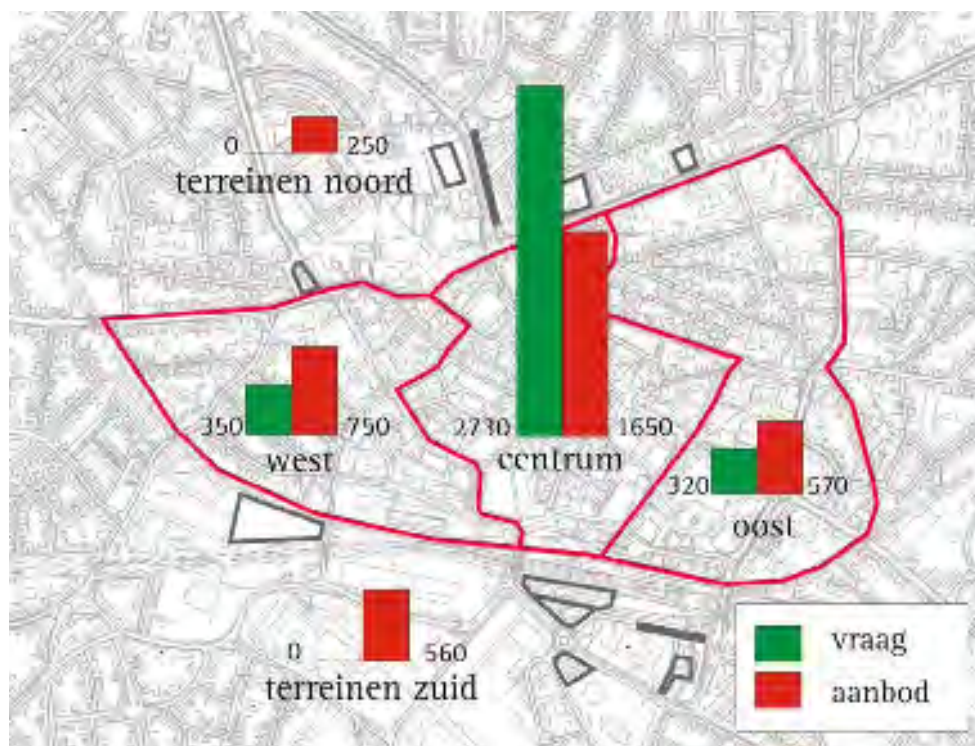 0 250
terreinen noord
350 750
west
2730 1650
centrum
320 570
oost
0 560
terreinen zuid
vraag
aanbod